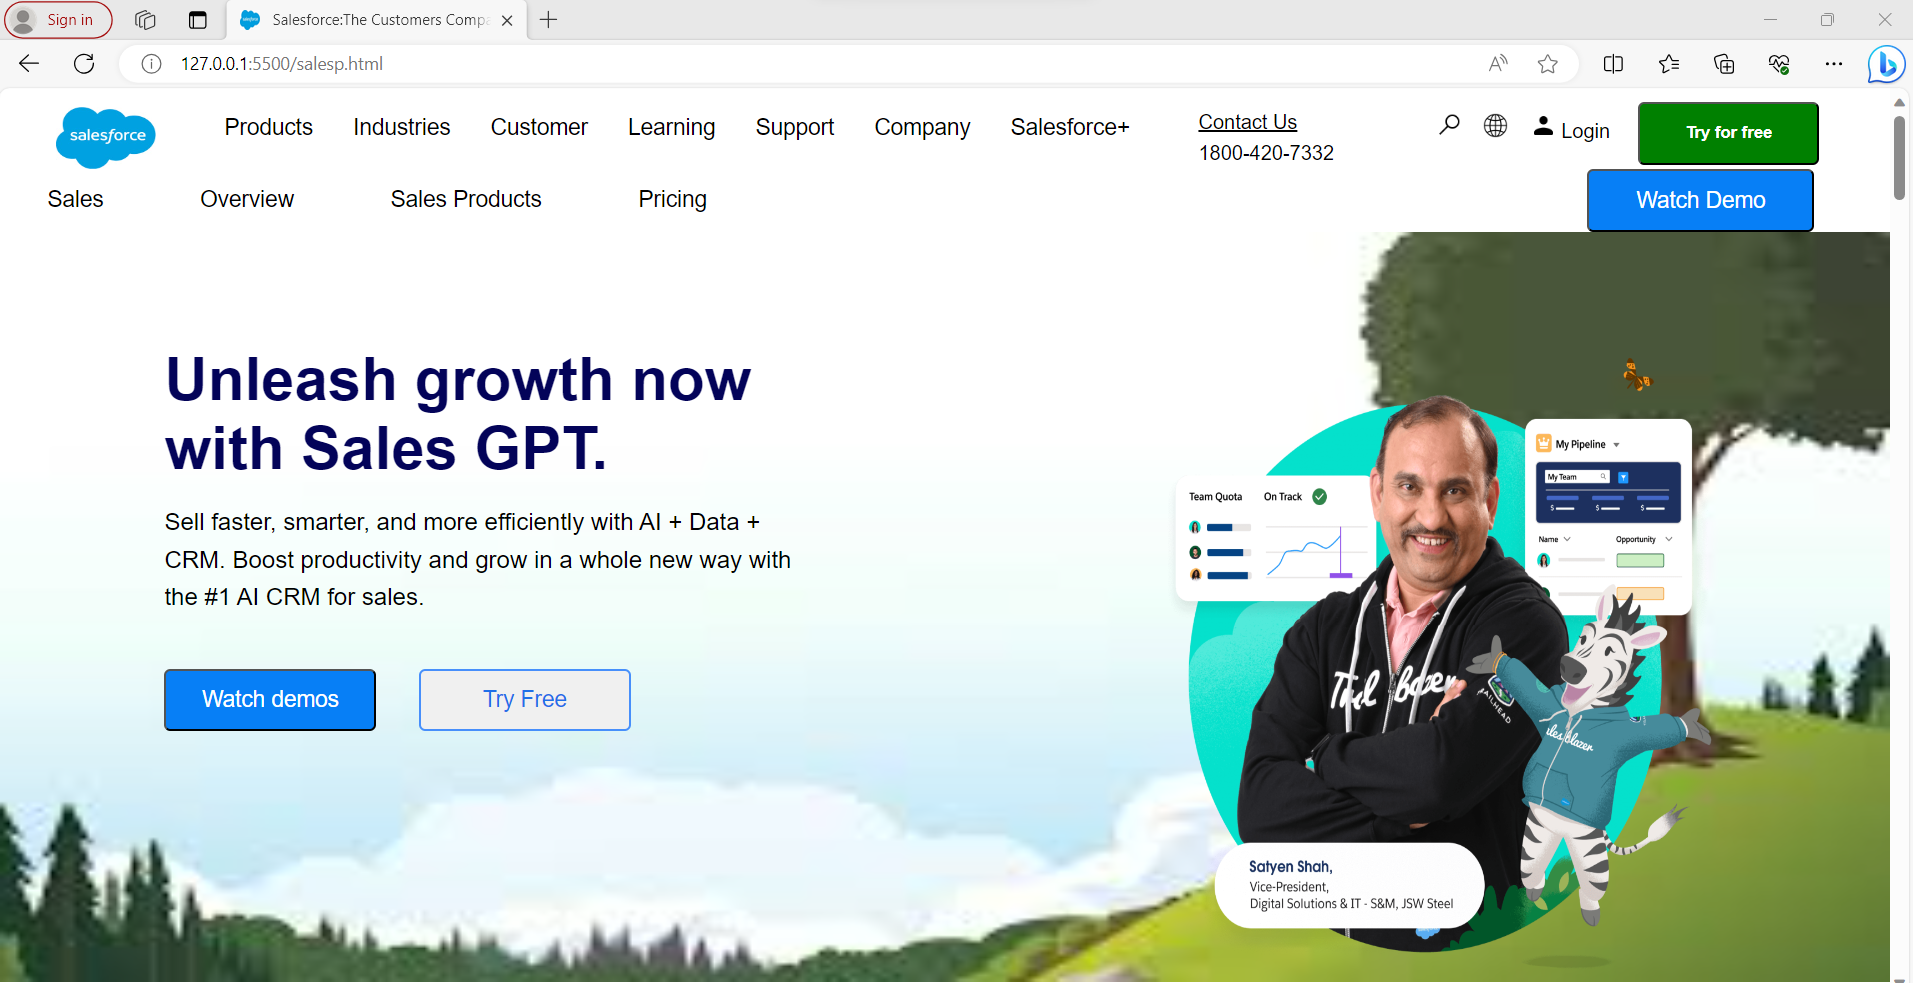 Sign in
Salesforce:The Customers Compa
127.0.0.1:5500/salesp.html
salesforce
Products Industries Customer Learning Support Company Salesforce+
Contact Us
1800-420-7332
Login
Try for free
Sales Overview Sales Products Pricing
Watch Demo
Unleash growth now
with Sales GPT.
Sell faster, smarter, and more efficiently with AI + Data +
CRM. Boost productivity and grow in a whole new way with
the #1 AI CRM for sales.
Watch demos
Try Free
Team Quota On Track
My Pipeline
My Team
$ $ $
Name Opportunity
blazer
AILHEAD
blazer
Satyen Shah,
Vice-President,
Digital Solutions & IT - S&M, JSW Steel